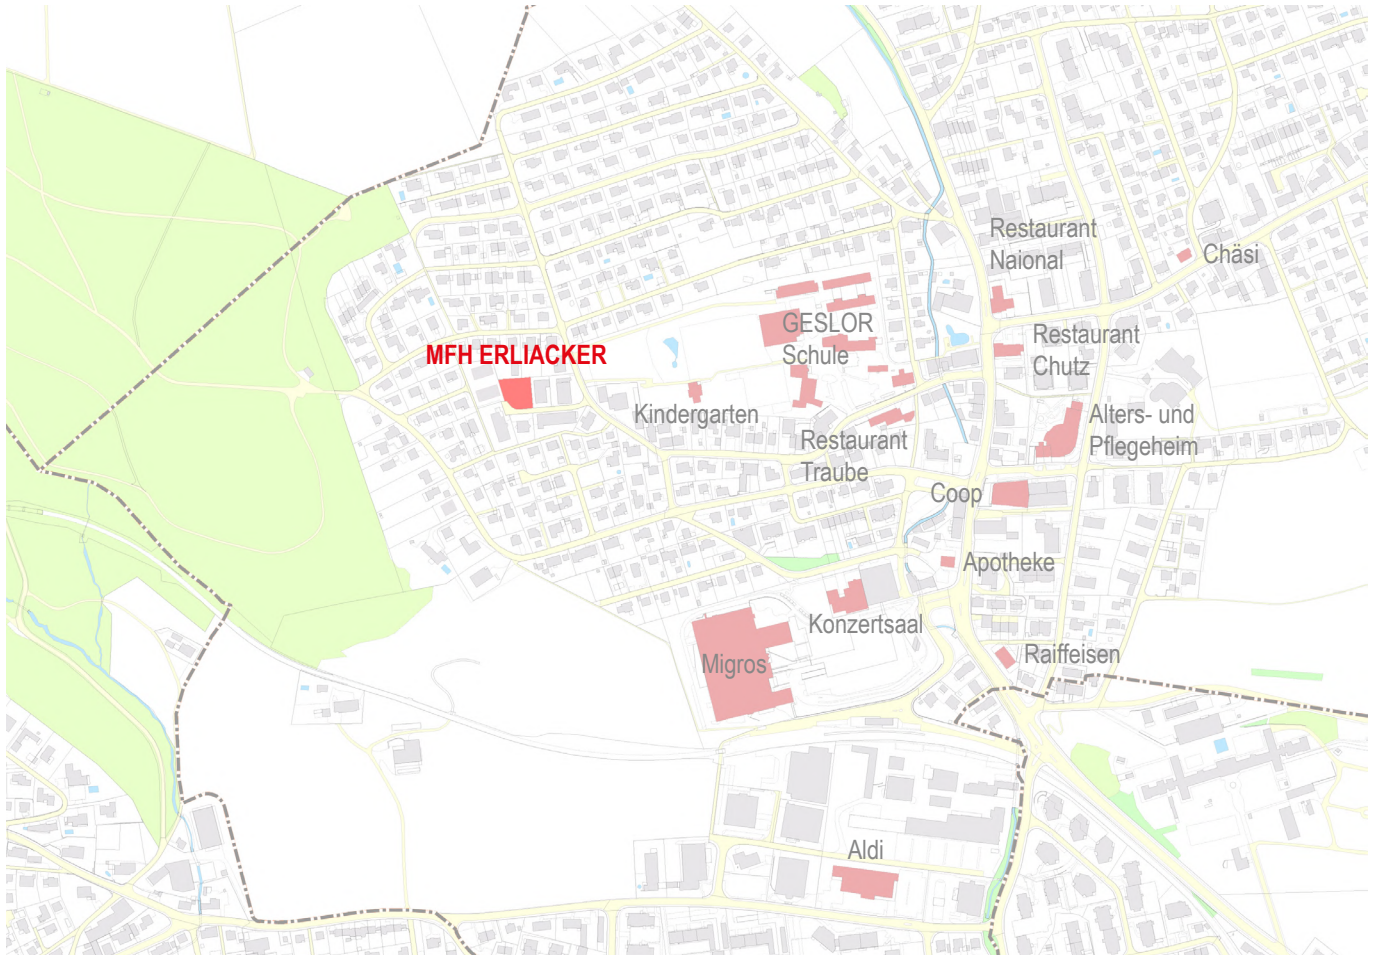 Restaurant
Naional
Chäsi
GESLOR
Schule
Restaurant
Chutz
MFH ERLIACKER
Kindergarten
Alters- und
Pflegeheim
Restaurant
Traube
Coop
Apotheke
Konzertsaal
Migros
Raiffeisen
Aldi